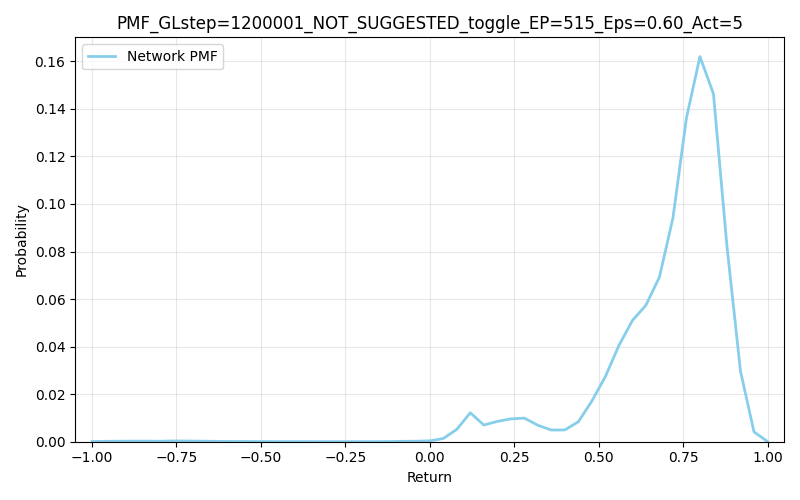 PMF_GLstep=1200001_NOT_SUGGESTED_toggle_EP=515_Eps=0.60_Act=5
Network PMF
Probability
0.16
0.14
0.12
0.10
0.08
0.06
0.04
0.02
0.00
−1.00 −0.75 −0.50 −0.25 0.00 0.25 0.50 0.75 1.00
Return